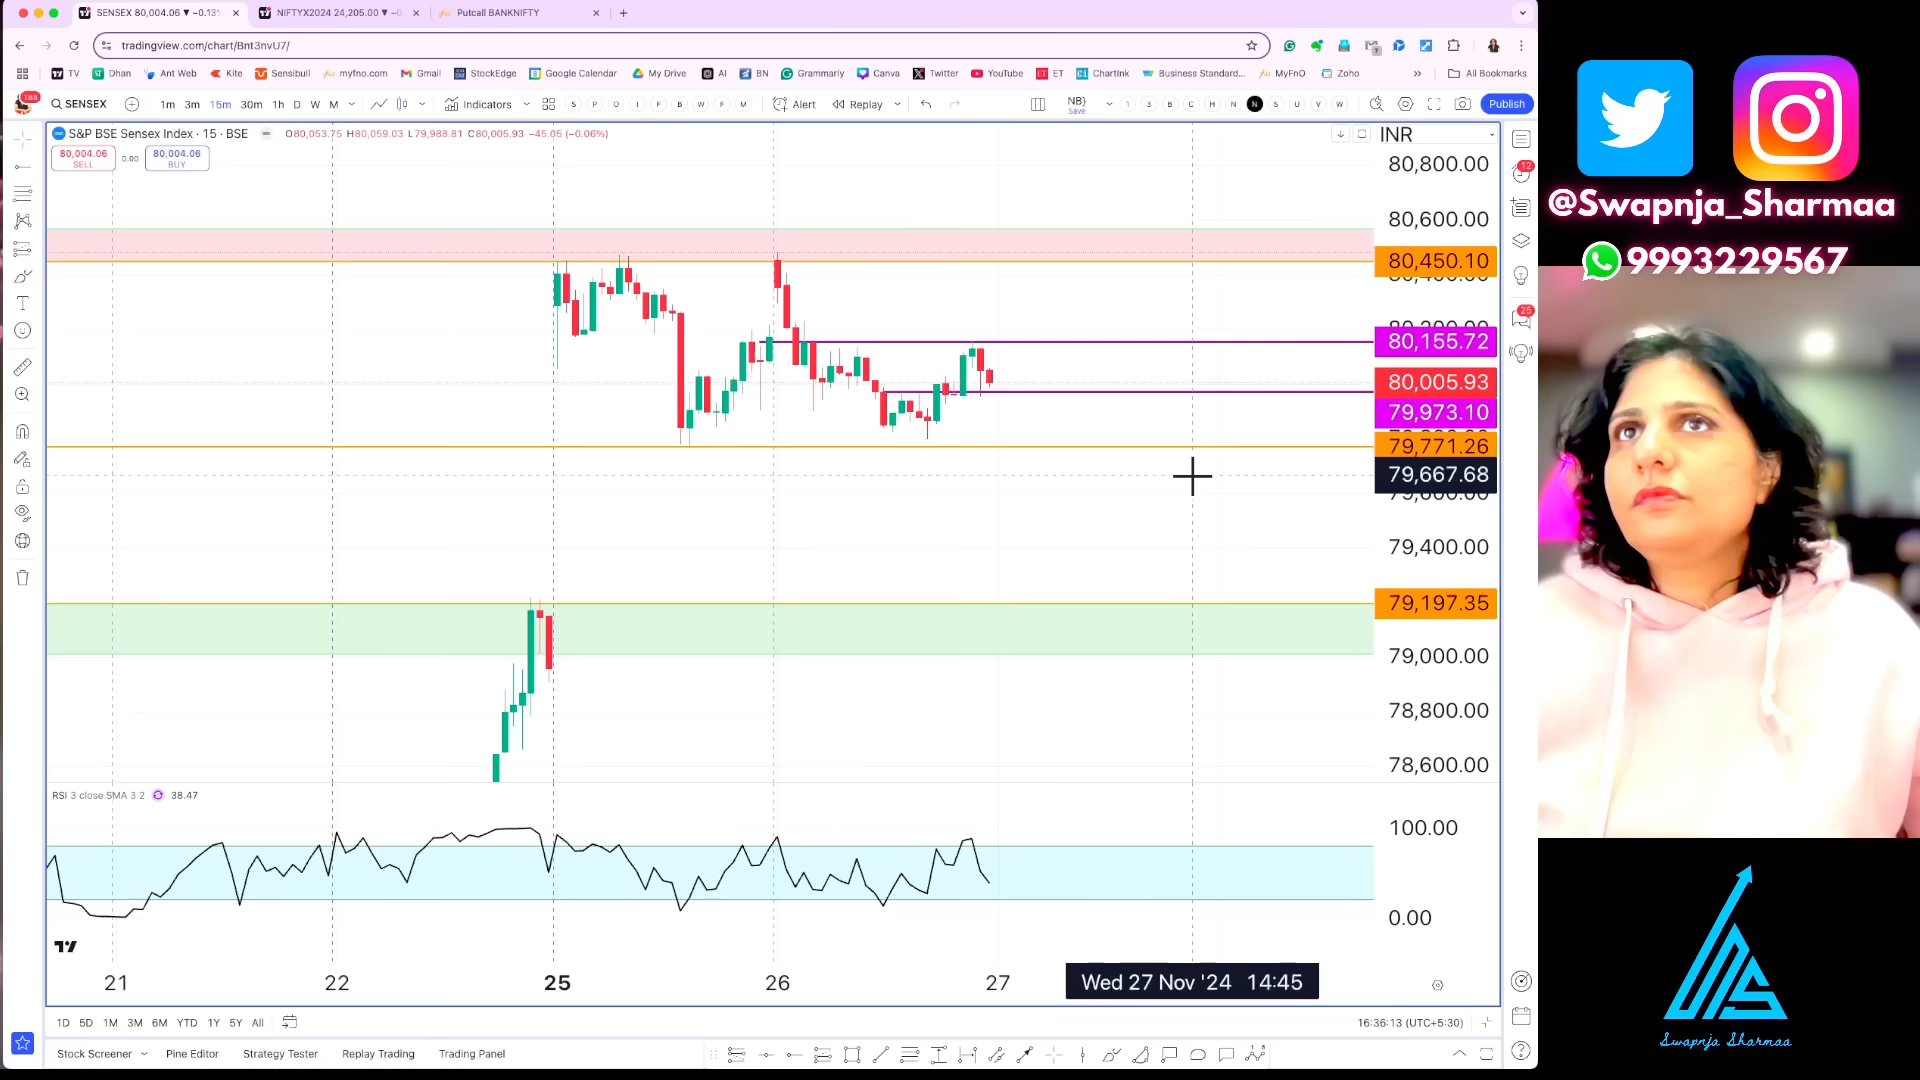 SENSEX 80,004.06 ▼ −0.13%
NIFTYX2024 24,205.00 ▼ −0
Putcall BANKNIFTY
tradingview.com/chart/Bnt3nvU7/
TV Dhan Ant Web Kite Sensibull myfno.com Gmail StockEdge Google Calendar My Drive AI BN Grammarly Canva Twitter YouTube ET ChartInk Business Standard... MyFnO Zoho » All Bookmarks
188
SENSEX 1m 3m 15m 30m 1h D W M Indicators S P D I F B W F M Alert Replay NB} 1 3 B C H N N S U V W Publish
Save
S&P BSE Sensex Index · 15 · BSE O80,053.75 H80,059.03 L79,988.81 C80,005.93 −45.05 (−0.06%)
80,004.06 SELL
0.00
80,004.06 BUY
INR
80,800.00
80,600.00
80,450.10
80,155.72
80,005.93
79,973.10
79,771.26
79,667.68
79,400.00
79,197.35
79,000.00
78,800.00
78,600.00
RSI 3 close SMA 3 2 38.47
100.00
0.00
21 22 25 26 27
Wed 27 Nov '24 14:45
1D 5D 1M 3M 6M YTD 1Y 5Y All
16:36:13 (UTC+5:30)
Stock Screener Pine Editor Strategy Tester Replay Trading Trading Panel
12
25
@Swapnja_Sharmaa
9993229567
Swapnja Sharmaa